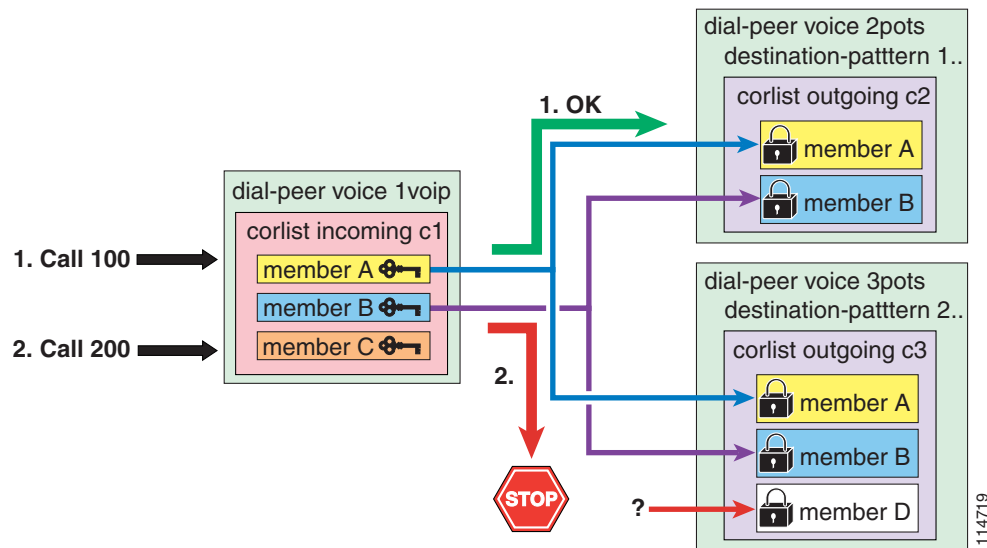 dial-peer voice 2pots
destination-patttern 1..
corlist outgoing c2
member A
member B
1. OK
dial-peer voice 1voip
corlist incoming c1
member A
member B
member C
1. Call 100
2. Call 200
2.
STOP
dial-peer voice 3pots
destination-patttern 2..
corlist outgoing c3
member A
member B
?
member D
114719